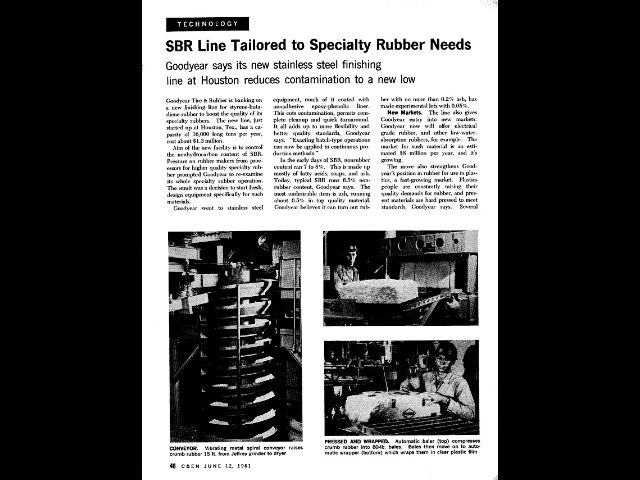 TECHNOLOGY
SBR Line Tailored to Specialty Rubber Needs
Goodyear says its new stainless steel finishing
line at Houston reduces contamination to a new low
Goodyear Tire & Rubber is banking on
a new finishing line for styrene-buta-
diene rubber to boost the quality of its
specialty rubbers. The new line, just
started up at Houston, Tex., has a ca-
pacity of 10,000 long tons per year,
cost about $1.3 million.
Aim of the new facility is to control
the nonhydrocarbon content of SBR.
Pressure on rubber makers from proc-
essors for higher quality specialty rub-
ber prompted Goodyear to re-examine
its whole specialty rubber operation.
The result was a decision to start fresh,
design equipment specifically for such
materials.
Goodyear went to stainless steel
equipment, much of it coated with
nonadhesive epoxy-phenolic liner.
This cuts contamination, permits com-
plete cleanup and quick turnaround.
It all adds up to more flexibility and
better quality standards, Goodyear
says. "Exacting batch-type operations
can now be applied to continuous pro-
duction methods."
In the early days of SBR, nonrubber
content ran 7 to 8%. This is made up
mostly of fatty acids, soaps, and ash.
Today, typical SBR runs 6.5% non-
rubber content, Goodyear says. The
most undesirable item is ash, running
about 0.5% in top quality material.
Goodyear believes it can turn out rub-
ber with no more than 0.2% ash, has
made experimental lots with 0.05%.
New Markets. The line also gives
Goodyear entry into new markets.
Goodyear now will offer electrical
grade rubber, and other low-water-
absorption rubbers, for example. The
market for such material is esti-
mated $8 million per year, and it's
growing.
The move also strengthens Good-
year's position in rubber for use in plas-
tics, a fast-growing market. Plastics
people are constantly raising their
quality demands for rubber, and pres-
ent materials are hard pressed to meet
standards, Goodyear says. Several
CONVEYOR. Vibrating metal spiral conveyor raises
crumb rubber 15 ft. from Jeffrey grinder to dryer
PRESSED AND WRAPPED. Automatic baler (top) compresses
crumb rubber into 80-lb. bales. Bales then move on to auto-
matic wrapper (bottom) which wraps them in clear plastic film
48 C&EN JUNE 12, 1961